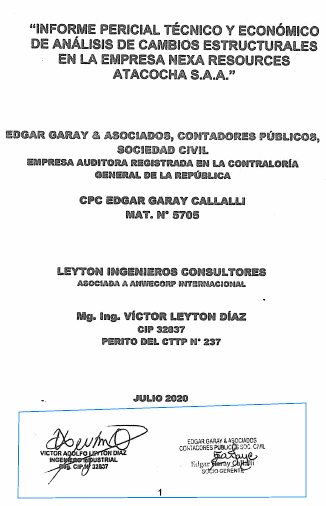 “INFORME PERICIAL TÉCNICO Y ECONÓMICO
DE ANÁLISIS DE CAMBIOS ESTRUCTURALES
EN LA EMPRESA NEXA RESOURCES
ATACOCHA S.A.A.”
EDGAR GARAY & ASOCIADOS, CONTADORES PÚBLICOS,
SOCIEDAD CIVIL
EMPRESA AUDITORA REGISTRADA EN LA CONTRALORÍA
GENERAL DE LA REPÚBLICA
CPC EDGAR GARAY CALLALLI
MAT. N° 5705
LEYTON INGENIEROS CONSULTORES
ASOCIADA A ANWECORP INTERNACIONAL
Mg. Ing. VÍCTOR LEYTON DÍAZ
CIP 32837
PERITO DEL CTTP N° 237
JULIO 2020
VICTOR ADOLFO LEYTON DIAZ
INGENIERO INDUSTRIAL
Reg. CIP N° 32837
EDGAR GARAY & ASOCIADOS
CONTADORES PUBLICOS SOC. CIVIL
Edgar Garay Callalli
SOCIO GERENTE
1